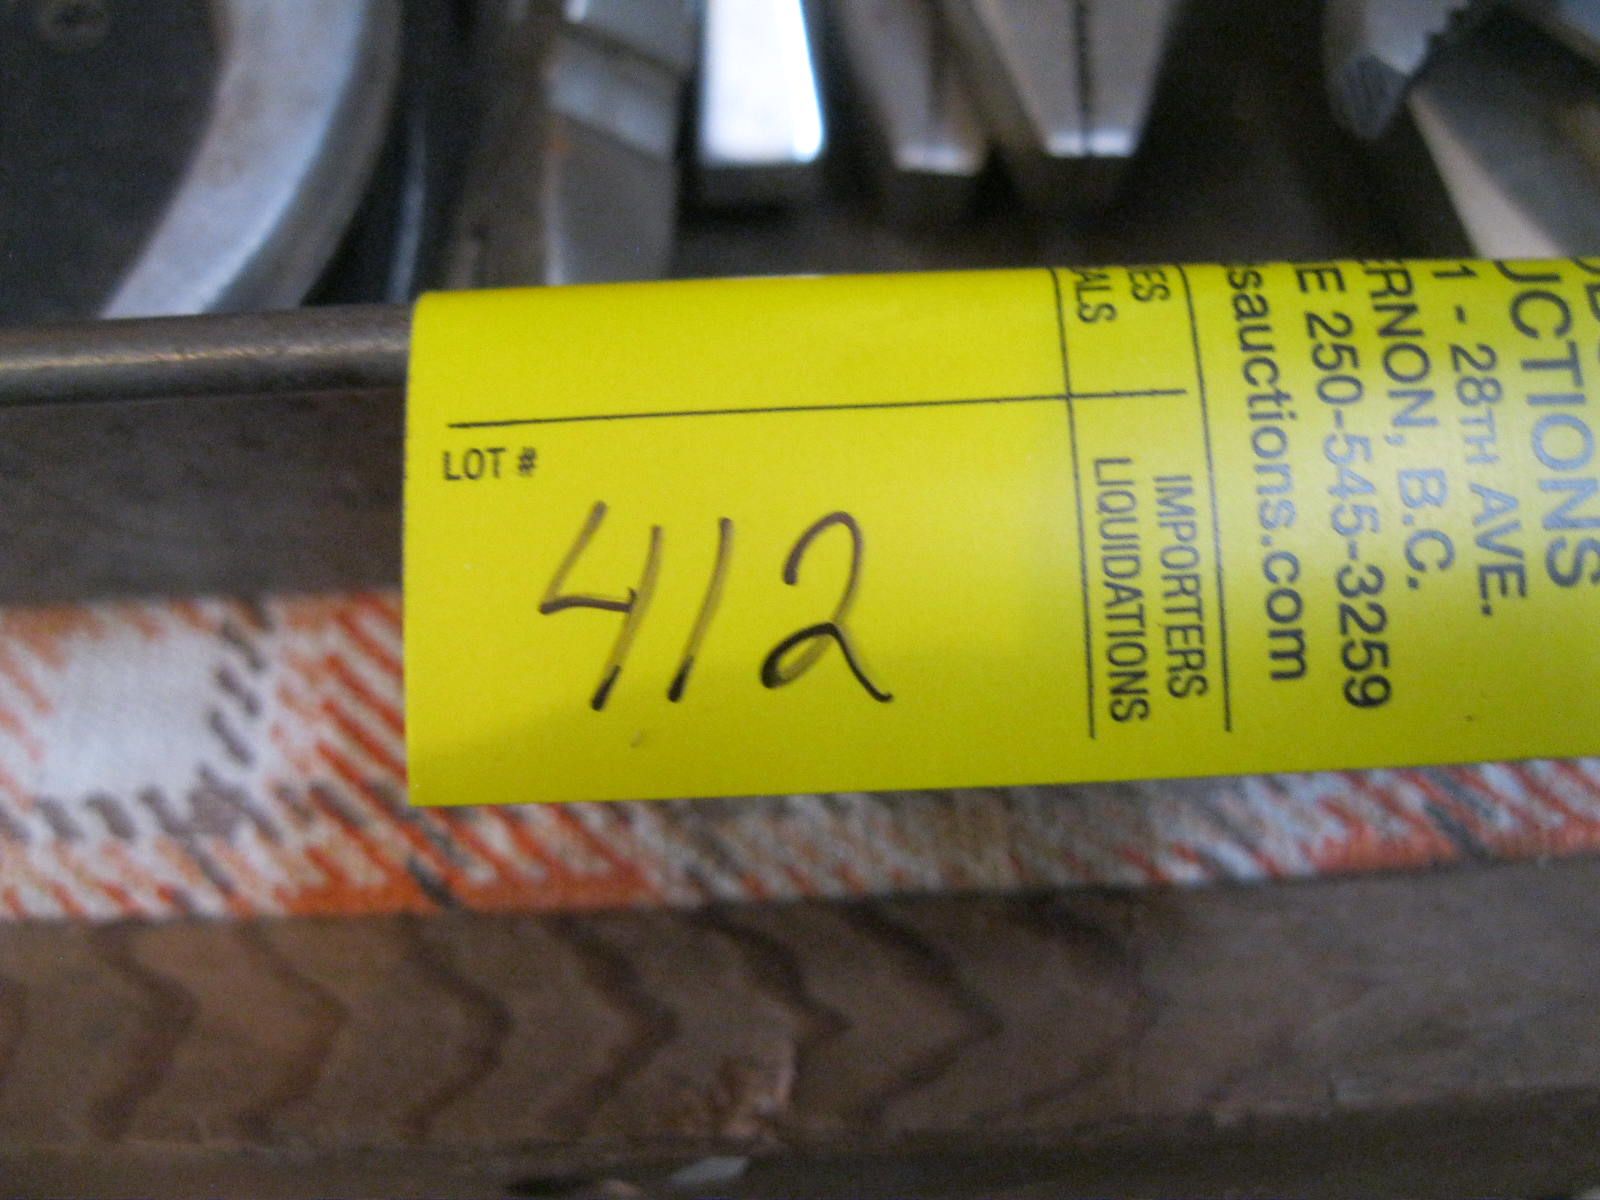 LOT #
412
IMPORTERS
LIQUIDATIONS
UCTIONS
1 - 28TH AVE.
ERNON, B.C.
E 250-545-3259
sauctions.com
ES
ALS